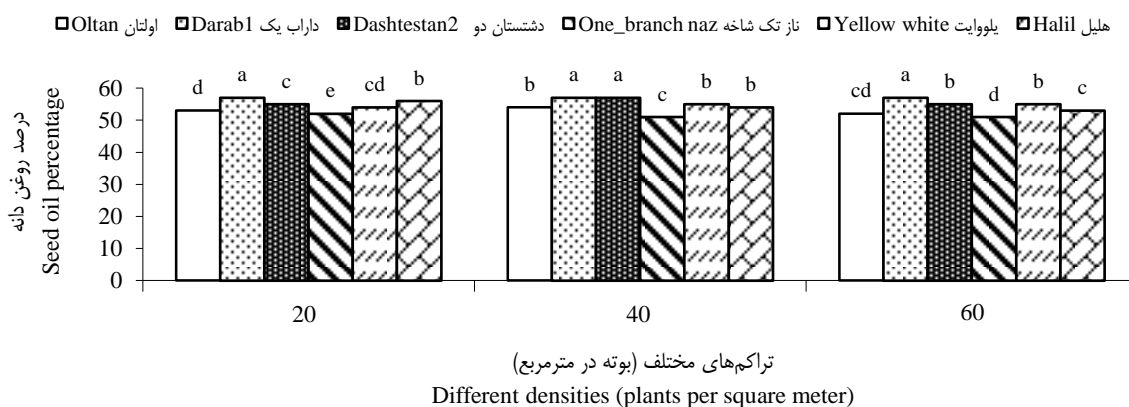 Oltan اولتان Darab1 داراب یک Dashtestan2 دشتستان دو One_branch naz ناز تک شاخه Yellow white یلووایت Halil هلیل
درصد روغن دانه
Seed oil percentage
60
50
40
30
20
10
0
d a c e cd b
b a a c b b
cd a b d b c
20 40 60
تراکم‌های مختلف (بوته در مترمربع)
Different densities (plants per square meter)